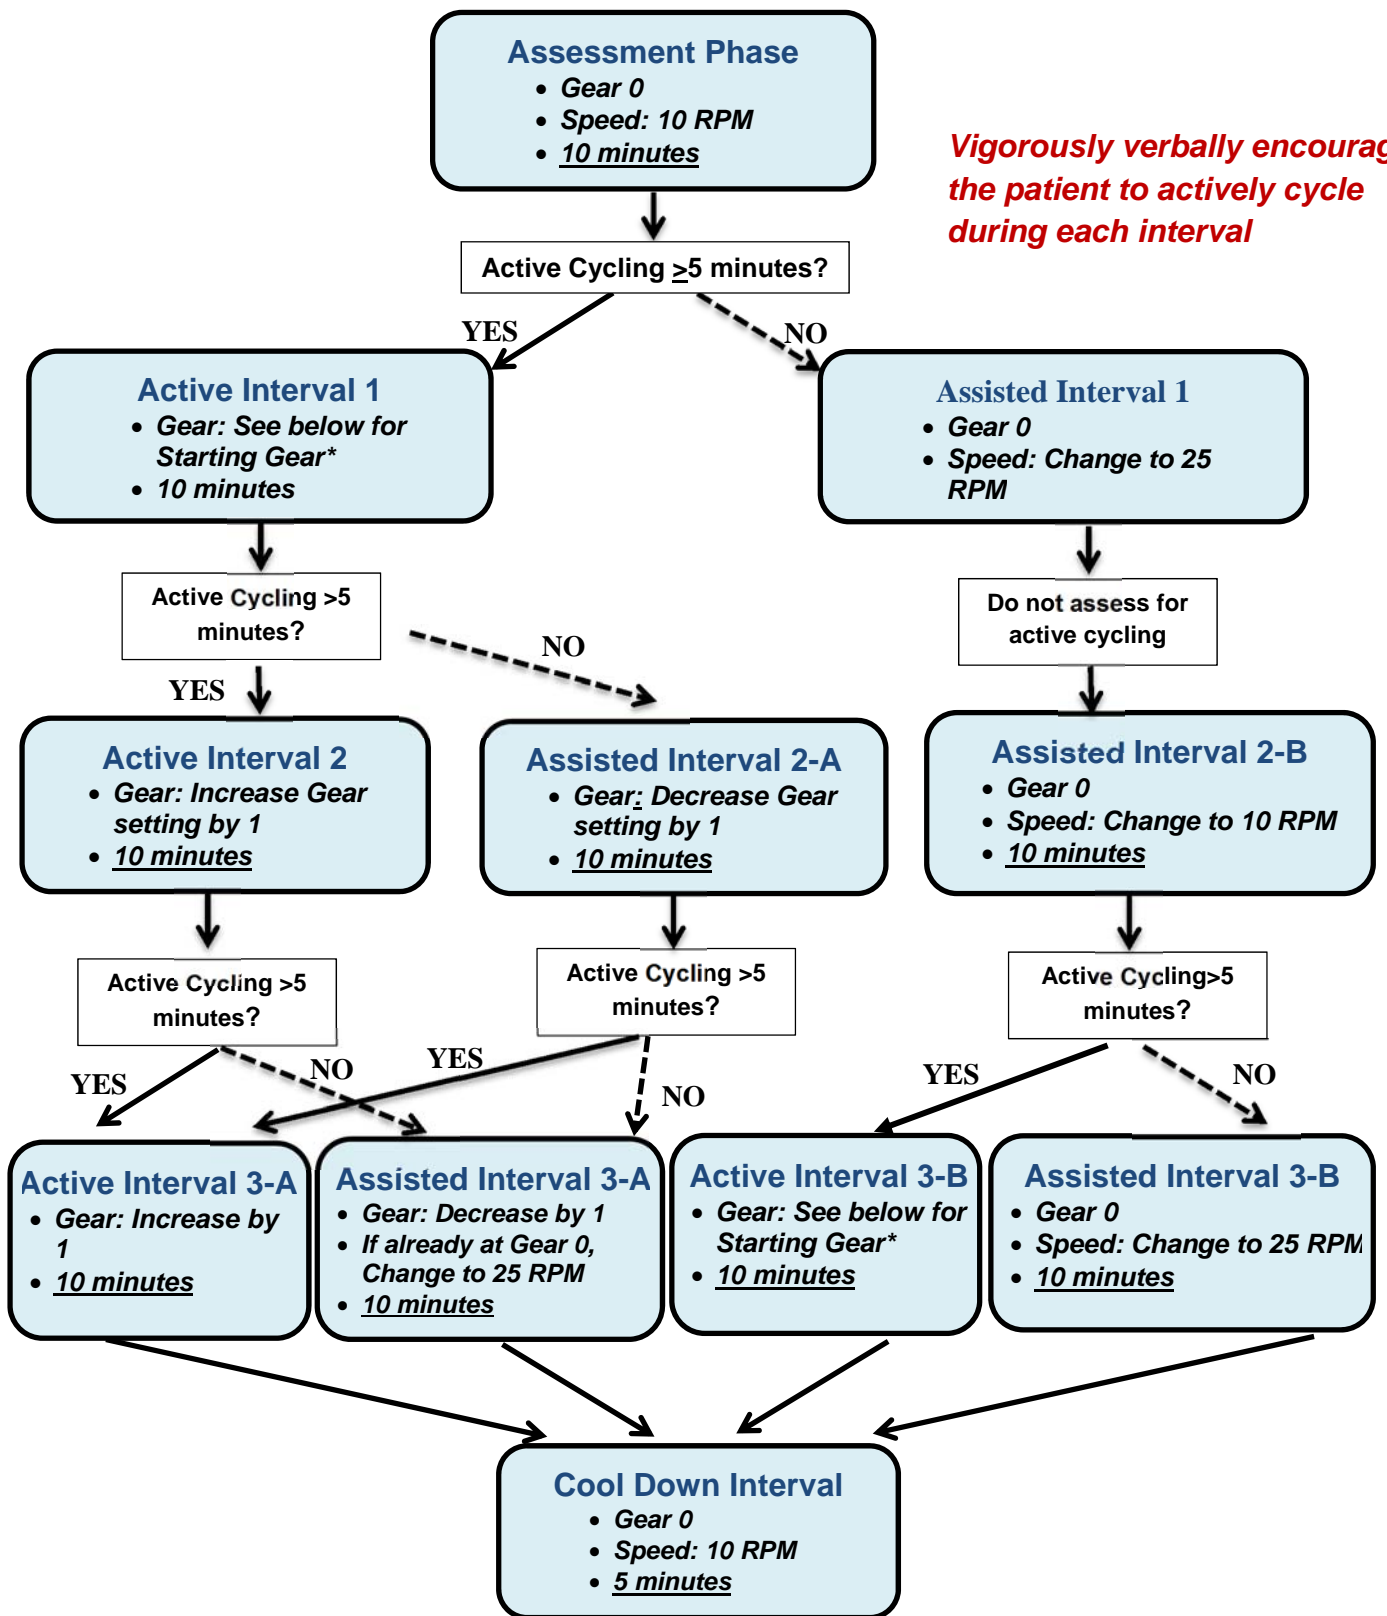 Assessment Phase
• Gear 0
• Speed: 10 RPM
• 10 minutes
Vigorously verbally encourag
the patient to actively cycle
during each interval
Active Cycling >5 minutes?
YES
NO
Active Interval 1
• Gear: See below for
Starting Gear*
• 10 minutes
Assisted Interval 1
• Gear 0
• Speed: Change to 25
RPM
Active Cycling >5
minutes?
Do not assess for
active cycling
NO
YES
Active Interval 2
• Gear: Increase Gear
setting by 1
• 10 minutes
Assisted Interval 2-A
• Gear: Decrease Gear
setting by 1
• 10 minutes
Assisted Interval 2-B
• Gear 0
• Speed: Change to 10 RPM
• 10 minutes
Active Cycling >5
minutes?
Active Cycling >5
minutes?
Active Cycling>5
minutes?
YES
NO
YES
NO
YES
NO
Active Interval 3-A
• Gear: Increase by
1
• 10 minutes
Assisted Interval 3-A
• Gear: Decrease by 1
• If already at Gear 0,
Change to 25 RPM
• 10 minutes
Active Interval 3-B
• Gear: See below for
Starting Gear*
• 10 minutes
Assisted Interval 3-B
• Gear 0
• Speed: Change to 25 RPM
• 10 minutes
Cool Down Interval
• Gear 0
• Speed: 10 RPM
• 5 minutes